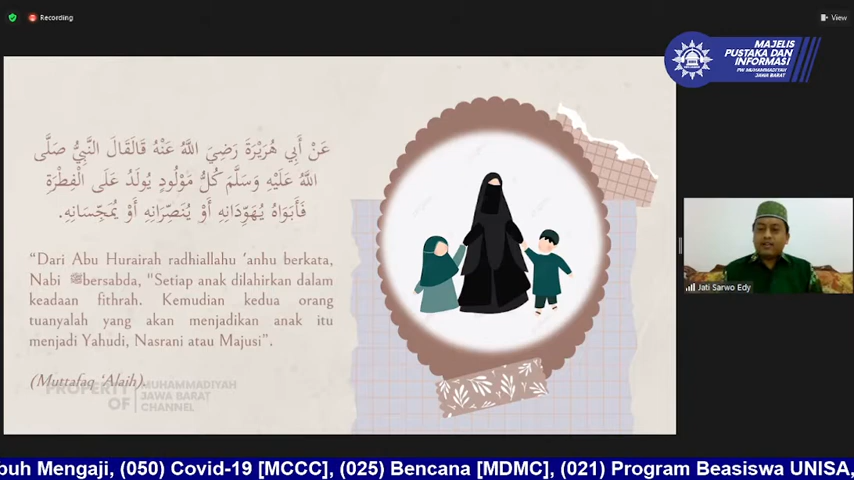 Recording
View
MAJELIS
PUSTAKA DAN
INFORMASI
PW MUHAMMADIYAH
JAWA BARAT
عَنْ أَبِي هُرَيْرَةَ رَضِيَ اللَّهُ عَنْهُ قَالَقَالَ النَّبِيُّ صَلَّى
اللَّهُ عَلَيْهِ وَسَلَّمَ كُلُّ مَوْلُودٍ يُولَدُ عَلَى الْفِطْرَةِ
فَأَبَوَاهُ يُهَوِّدَانِهِ أَوْ يُنَصِّرَانِهِ أَوْ يُمَجِّسَانِهِ.
“Dari Abu Hurairah radhiallahu 'anhu berkata,
Nabi ﷺbersabda, "Setiap anak dilahirkan dalam
keadaan fithrah. Kemudian kedua orang
tuanyalah yang akan menjadikan anak itu
menjadi Yahudi, Nasrani atau Majusi”.
(Muttafaq ‘Alaih).
PROPERTY OF
MUHAMMADIYAH
JAWA BARAT
CHANNEL
Jati Sarwo Edy
Mengaji, (050) Covid-19 [MCCC], (025) Bencana [MDMC], (021) Program Beasiswa UNISA,